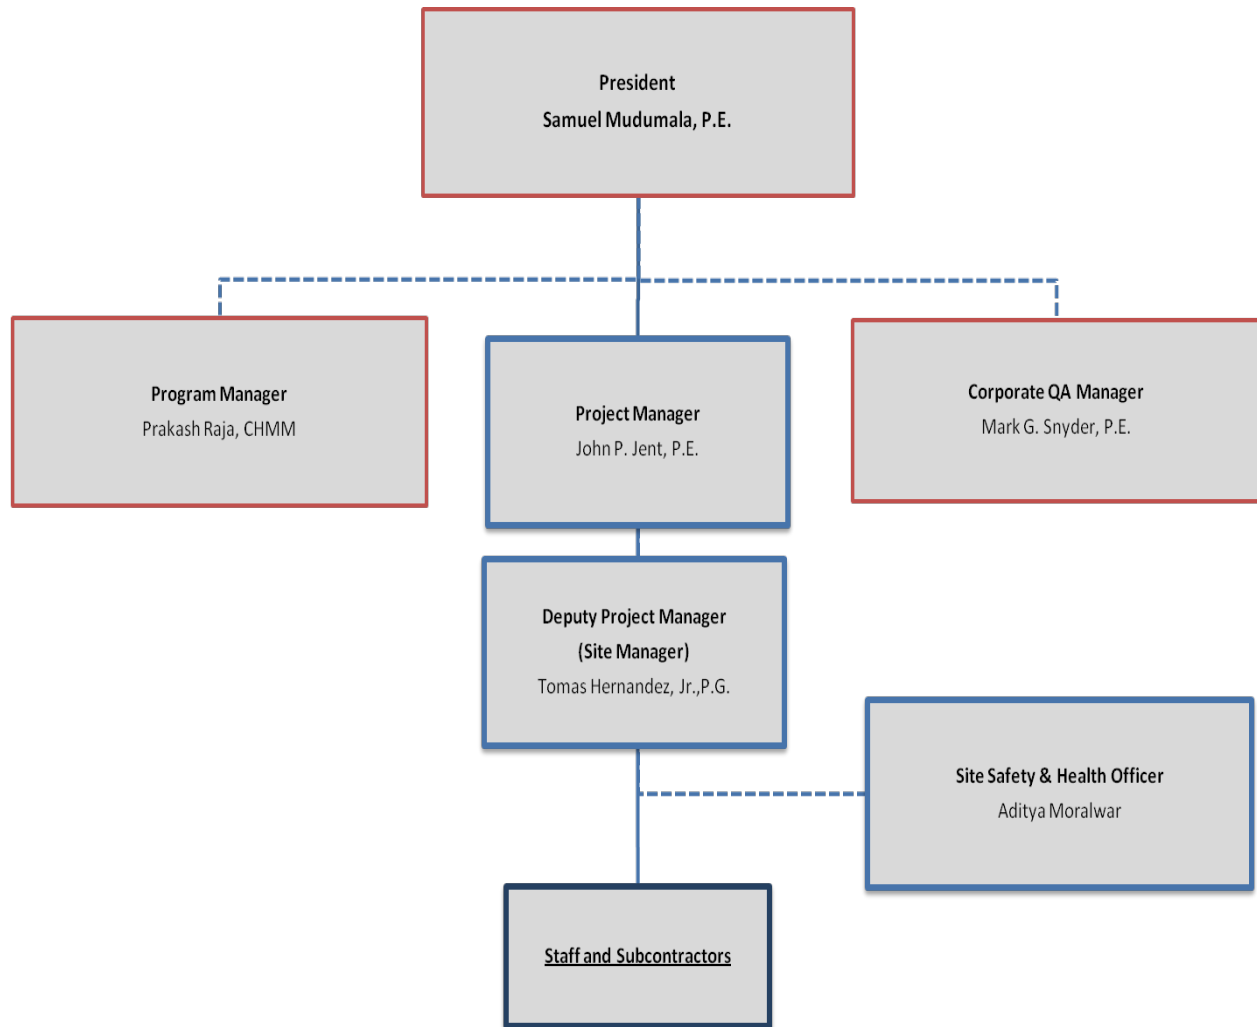 President
Samuel Mudumala, P.E.
Program Manager
Prakash Raja, CHMM
Project Manager
John P. Jent, P.E.
Corporate QA Manager
Mark G. Snyder, P.E.
Deputy Project Manager
(Site Manager)
Tomas Hernandez, Jr.,P.G.
Site Safety & Health Officer
Aditya Moralwar
Staff and Subcontractors